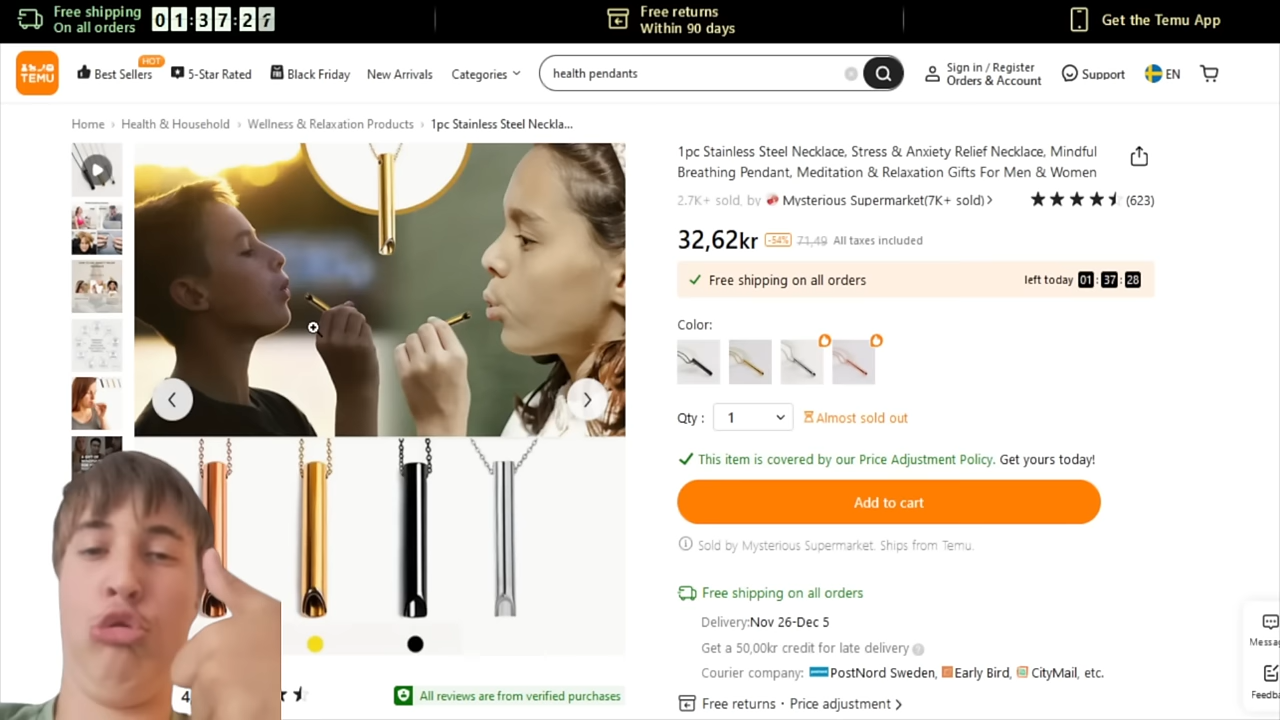 Free shipping
On all orders
01:37:27
Free returns
Within 90 days
Get the Temu App
TEMU
Best Sellers
HOT
5-Star Rated
Black Friday
New Arrivals
Categories
health pendants
Sign in / Register
Orders & Account
Support
EN
Home › Health & Household › Wellness & Relaxation Products › 1pc Stainless Steel Neckla...
1pc Stainless Steel Necklace, Stress & Anxiety Relief Necklace, Mindful
Breathing Pendant, Meditation & Relaxation Gifts For Men & Women
2.7K+ sold, by Mysterious Supermarket(7K+ sold)
(623)
32,62kr -54% 71,49 All taxes included
Free shipping on all orders
left today 01:37:28
Color:
Qty : 1
Almost sold out
This item is covered by our Price Adjustment Policy. Get yours today!
Add to cart
Sold by Mysterious Supermarket. Ships from Temu.
Free shipping on all orders
Delivery:Nov 26-Dec 5
Get a 50,00kr credit for late delivery
Courier company: PostNord Sweden, Early Bird, CityMail, etc.
Free returns · Price adjustment
Messag
Feedba
4
All reviews are from verified purchases